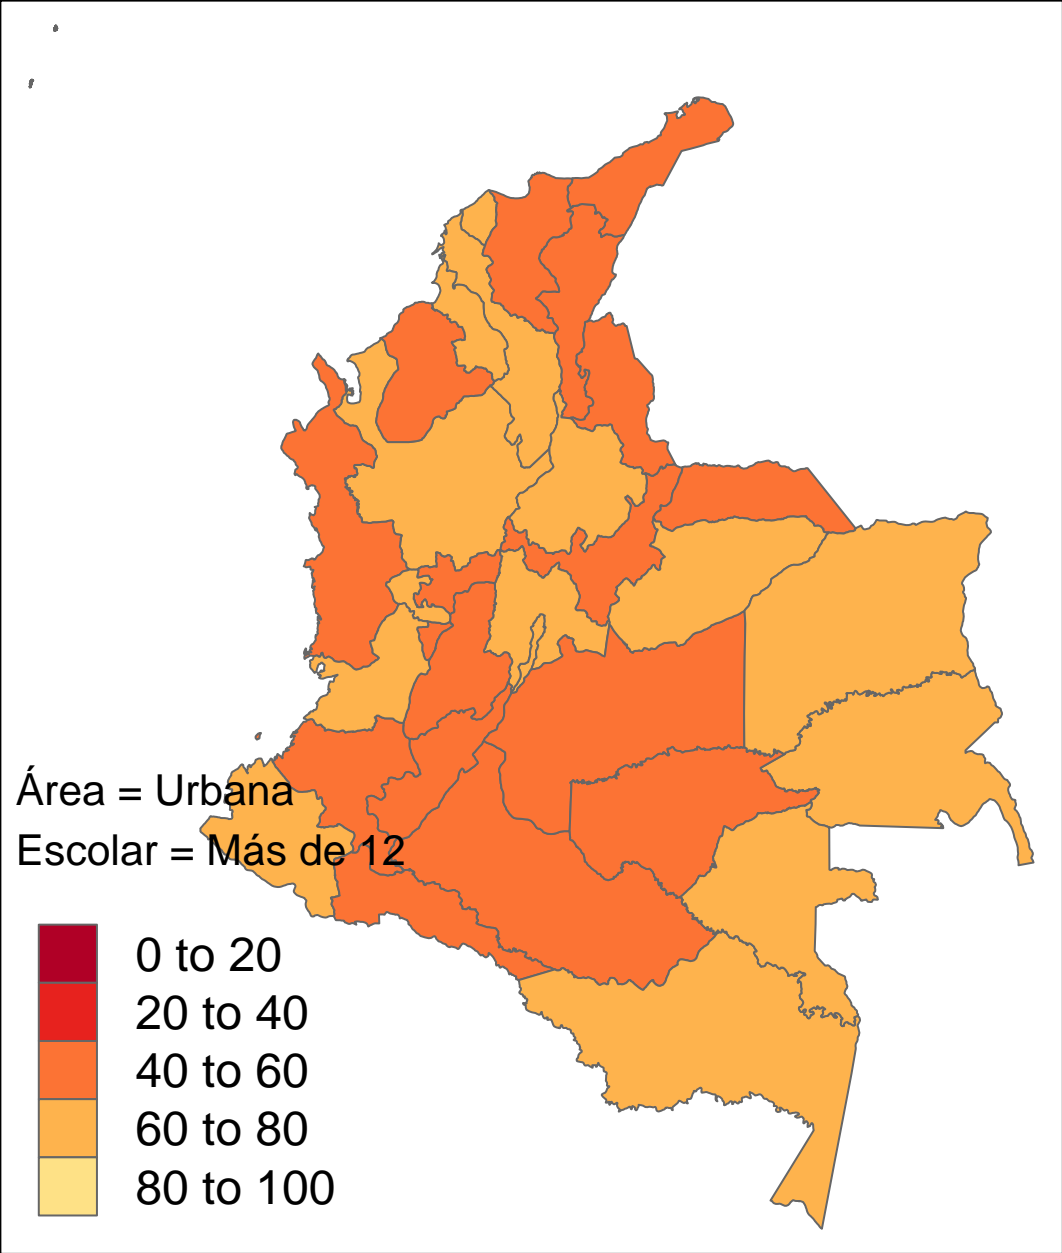 Área = Urbana
Escolar = Más de 12
0 to 20
20 to 40
40 to 60
60 to 80
80 to 100